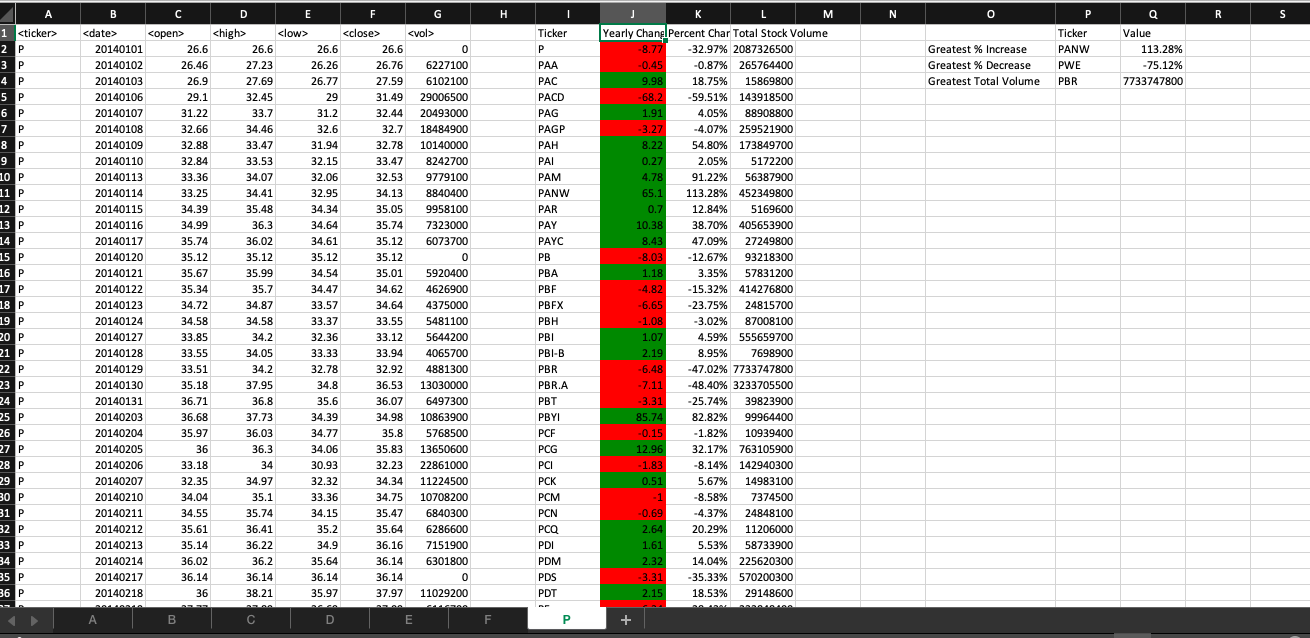 A B C D E F G H I J K L M N O P Q R S
1 <ticker> <date> <open> <high> <low> <close> <vol> Ticker Yearly Chang Percent Char Total Stock Volume Ticker Value
2 P 20140101 26.6 26.6 26.6 26.6 0 P -8.77 -32.97% 2087326500 Greatest % Increase PANW 113.28%
3 P 20140102 26.46 27.23 26.26 26.76 6227100 PAA -0.45 -0.87% 265764400 Greatest % Decrease PWE -75.12%
4 P 20140103 26.9 27.69 26.77 27.59 6102100 PAC 9.98 18.75% 15869800 Greatest Total Volume PBR 7733747800
5 P 20140106 29.1 32.45 29 31.49 29006500 PACD -68.2 -59.51% 143918500
6 P 20140107 31.22 33.7 31.2 32.44 20493000 PAG 1.91 4.05% 88908800
7 P 20140108 32.66 34.46 32.6 32.7 18484900 PAGP -3.27 -4.07% 259521900
8 P 20140109 32.88 33.47 31.94 32.78 10140000 PAH 8.22 54.80% 173849700
9 P 20140110 32.84 33.53 32.15 33.47 8242700 PAI 0.27 2.05% 5172200
10 P 20140113 33.36 34.07 32.06 32.53 9779100 PAM 4.78 91.22% 56387900
11 P 20140114 33.25 34.41 32.95 34.13 8840400 PANW 65.1 113.28% 452349800
12 P 20140115 34.39 35.48 34.34 35.05 9958100 PAR 0.7 12.84% 5169600
13 P 20140116 34.99 36.3 34.64 35.74 7323000 PAY 10.38 38.70% 405653900
14 P 20140117 35.74 36.02 34.61 35.12 6073700 PAYC 8.43 47.09% 27249800
15 P 20140120 35.12 35.12 35.12 35.12 0 PB -8.03 -12.67% 93218300
16 P 20140121 35.67 35.99 34.54 35.01 5920400 PBA 1.18 3.35% 57831200
17 P 20140122 35.34 35.7 34.47 34.62 4626900 PBF -4.82 -15.32% 414276800
18 P 20140123 34.72 34.87 33.57 34.64 4375000 PBFX -6.65 -23.75% 24815700
19 P 20140124 34.58 34.58 33.37 33.55 5481100 PBH -1.08 -3.02% 87008100
20 P 20140127 33.85 34.2 32.36 33.12 5644200 PBI 1.07 4.59% 555659700
21 P 20140128 33.55 34.05 33.33 33.94 4065700 PBI-B 2.19 8.95% 7698900
22 P 20140129 33.51 34.2 32.78 32.92 4881300 PBR -6.48 -47.02% 7733747800
23 P 20140130 35.18 37.95 34.8 36.53 13030000 PBR.A -7.11 -48.40% 3233705500
24 P 20140131 36.71 36.8 35.6 36.07 6497300 PBT -3.31 -25.74% 39823900
25 P 20140203 36.68 37.73 34.39 34.98 10863900 PBYI 85.74 82.82% 99964400
26 P 20140204 35.97 36.03 34.77 35.8 5768500 PCF -0.15 -1.82% 10939400
27 P 20140205 36 36.3 34.06 35.83 13650600 PCG 12.96 32.17% 763105900
28 P 20140206 33.18 34 30.93 32.23 22861000 PCI -1.83 -8.14% 142940300
29 P 20140207 32.35 34.97 32.32 34.34 11224500 PCK 0.51 5.67% 14983100
30 P 20140210 34.04 35.1 33.36 34.75 10708200 PCM -1 -8.58% 7374500
31 P 20140211 34.55 35.74 34.15 35.47 6840300 PCN -0.69 -4.37% 24848100
32 P 20140212 35.61 36.41 35.2 35.64 6286600 PCQ 2.64 20.29% 11206000
33 P 20140213 35.14 36.22 34.9 36.16 7151900 PDI 1.61 5.53% 58733900
34 P 20140214 36.02 36.2 35.64 36.14 6301800 PDM 2.32 14.04% 225620300
35 P 20140217 36.14 36.14 36.14 36.14 0 PDS -3.31 -35.33% 570200300
36 P 20140218 36 38.21 35.97 37.97 11029200 PDT 2.15 18.53% 29148600
A B C D E F P +